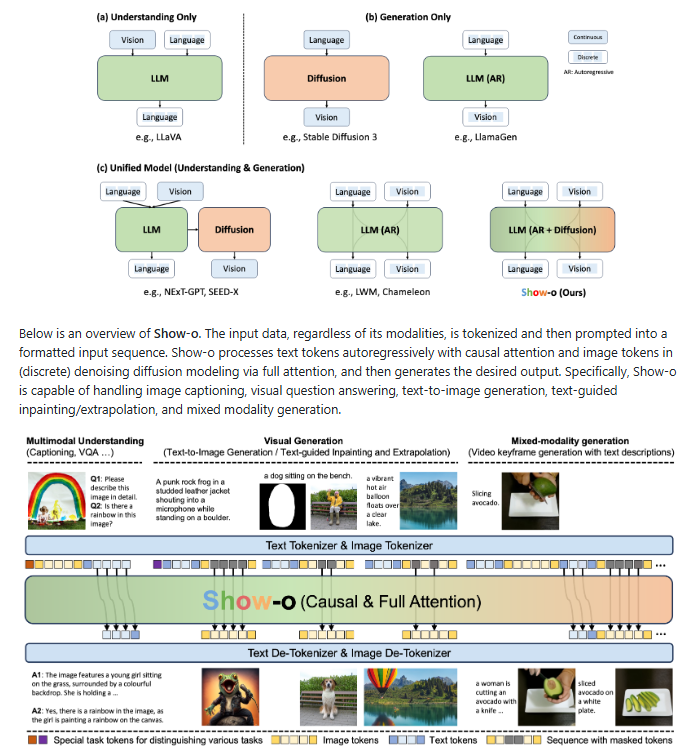 (a) Understanding Only
(b) Generation Only
Vision
Language
LLM
Language
e.g., LLaVA
Language
Diffusion
Vision
e.g., Stable Diffusion 3
Language
LLM (AR)
Vision
e.g., LlamaGen
Continuous
Discrete
AR: Autoregressive
(c) Unified Model (Understanding & Generation)
Language
Vision
LLM
Diffusion
Language
Vision
e.g., NExT-GPT, SEED-X
Language
Vision
LLM (AR)
Language
Vision
e.g., LWM, Chameleon
Language
Vision
LLM (AR + Diffusion)
Language
Vision
Show-o (Ours)
Below is an overview of Show-o. The input data, regardless of its modalities, is tokenized and then prompted into a
formatted input sequence. Show-o processes text tokens autoregressively with causal attention and image tokens in
(discrete) denoising diffusion modeling via full attention, and then generates the desired output. Specifically, Show-o
is capable of handling image captioning, visual question answering, text-to-image generation, text-guided
inpainting/extrapolation, and mixed modality generation.
Multimodal Understanding
(Captioning, VQA ...)
Visual Generation
(Text-to-Image Generation / Text-guided Inpainting and Extrapolation)
Mixed-modality generation
(Video keyframe generation with text descriptions)
Q1: Please
describe this
image in detail.
Q2: Is there a
rainbow in this
image?
A punk rock frog in a
studded leather jacket
shouting into a
microphone while
standing on a boulder.
a dog sitting on the bench.
a vibrant
hot air
balloon
floats over
a clear
lake.
Slicing
avocado.
Text Tokenizer & Image Tokenizer
...
Show-o (Causal & Full Attention)
...
Text De-Tokenizer & Image De-Tokenizer
A1: The image features a young girl sitting
on the grass, surrounded by a colourful
backdrop. She is holding a ...
A2: Yes, there is a rainbow in the image, as
the girl is painting a rainbow on the canvas.
a woman is
cutting an
avocado with
a knife ...
sliced
avocado on
a white
plate.
Special task tokens for distinguishing various tasks
Image tokens
Text tokens
Sequence with masked tokens